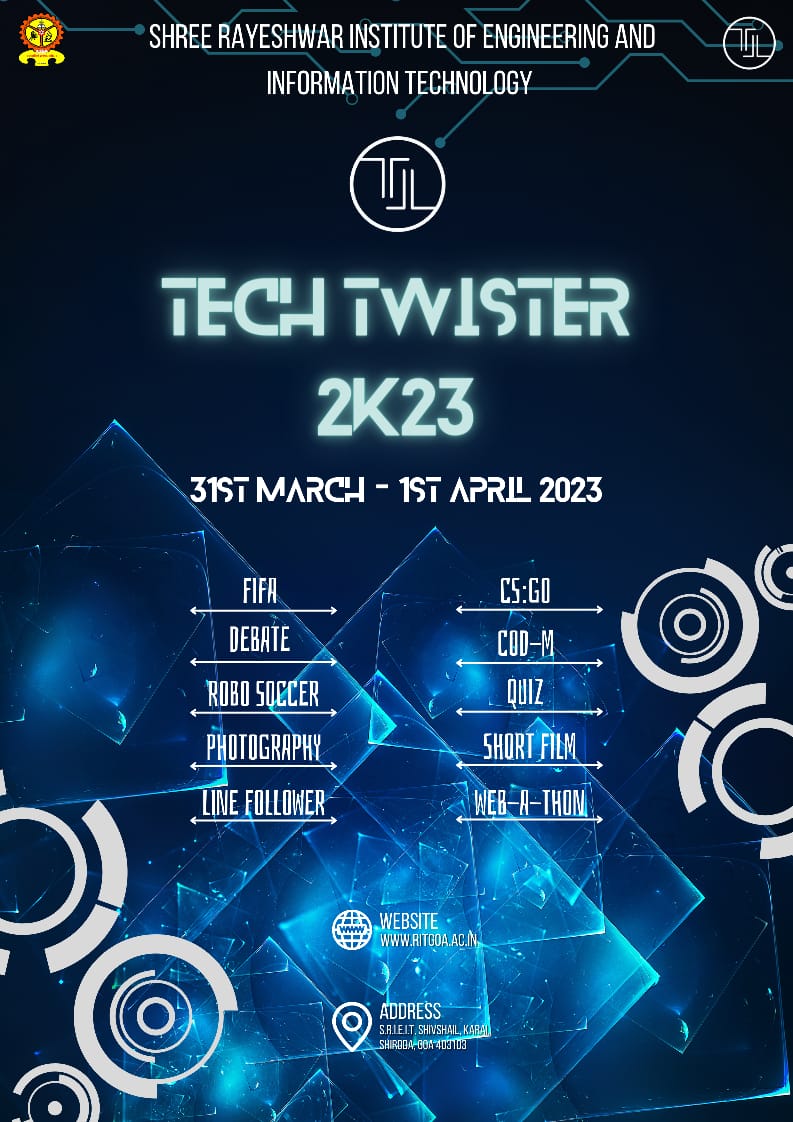 SHREE RAYESHWAR INSTITUTE OF ENGINEERING AND
INFORMATION TECHNOLOGY
TECH TWISTER
2K23
31ST MARCH - 1ST APRIL 2023
FIFA
DEBATE
ROBO SOCCER
PHOTOGRAPHY
LINE FOLLOWER
CS:GO
COD-M
QUIZ
SHORT FILM
WEB-A-THON
WEBSITE
WWW.RITGOA.AC.IN
ADDRESS
S.R.I.E.I.T, SHIVSHAIL, KARAI,
SHIRODA, GOA 403103